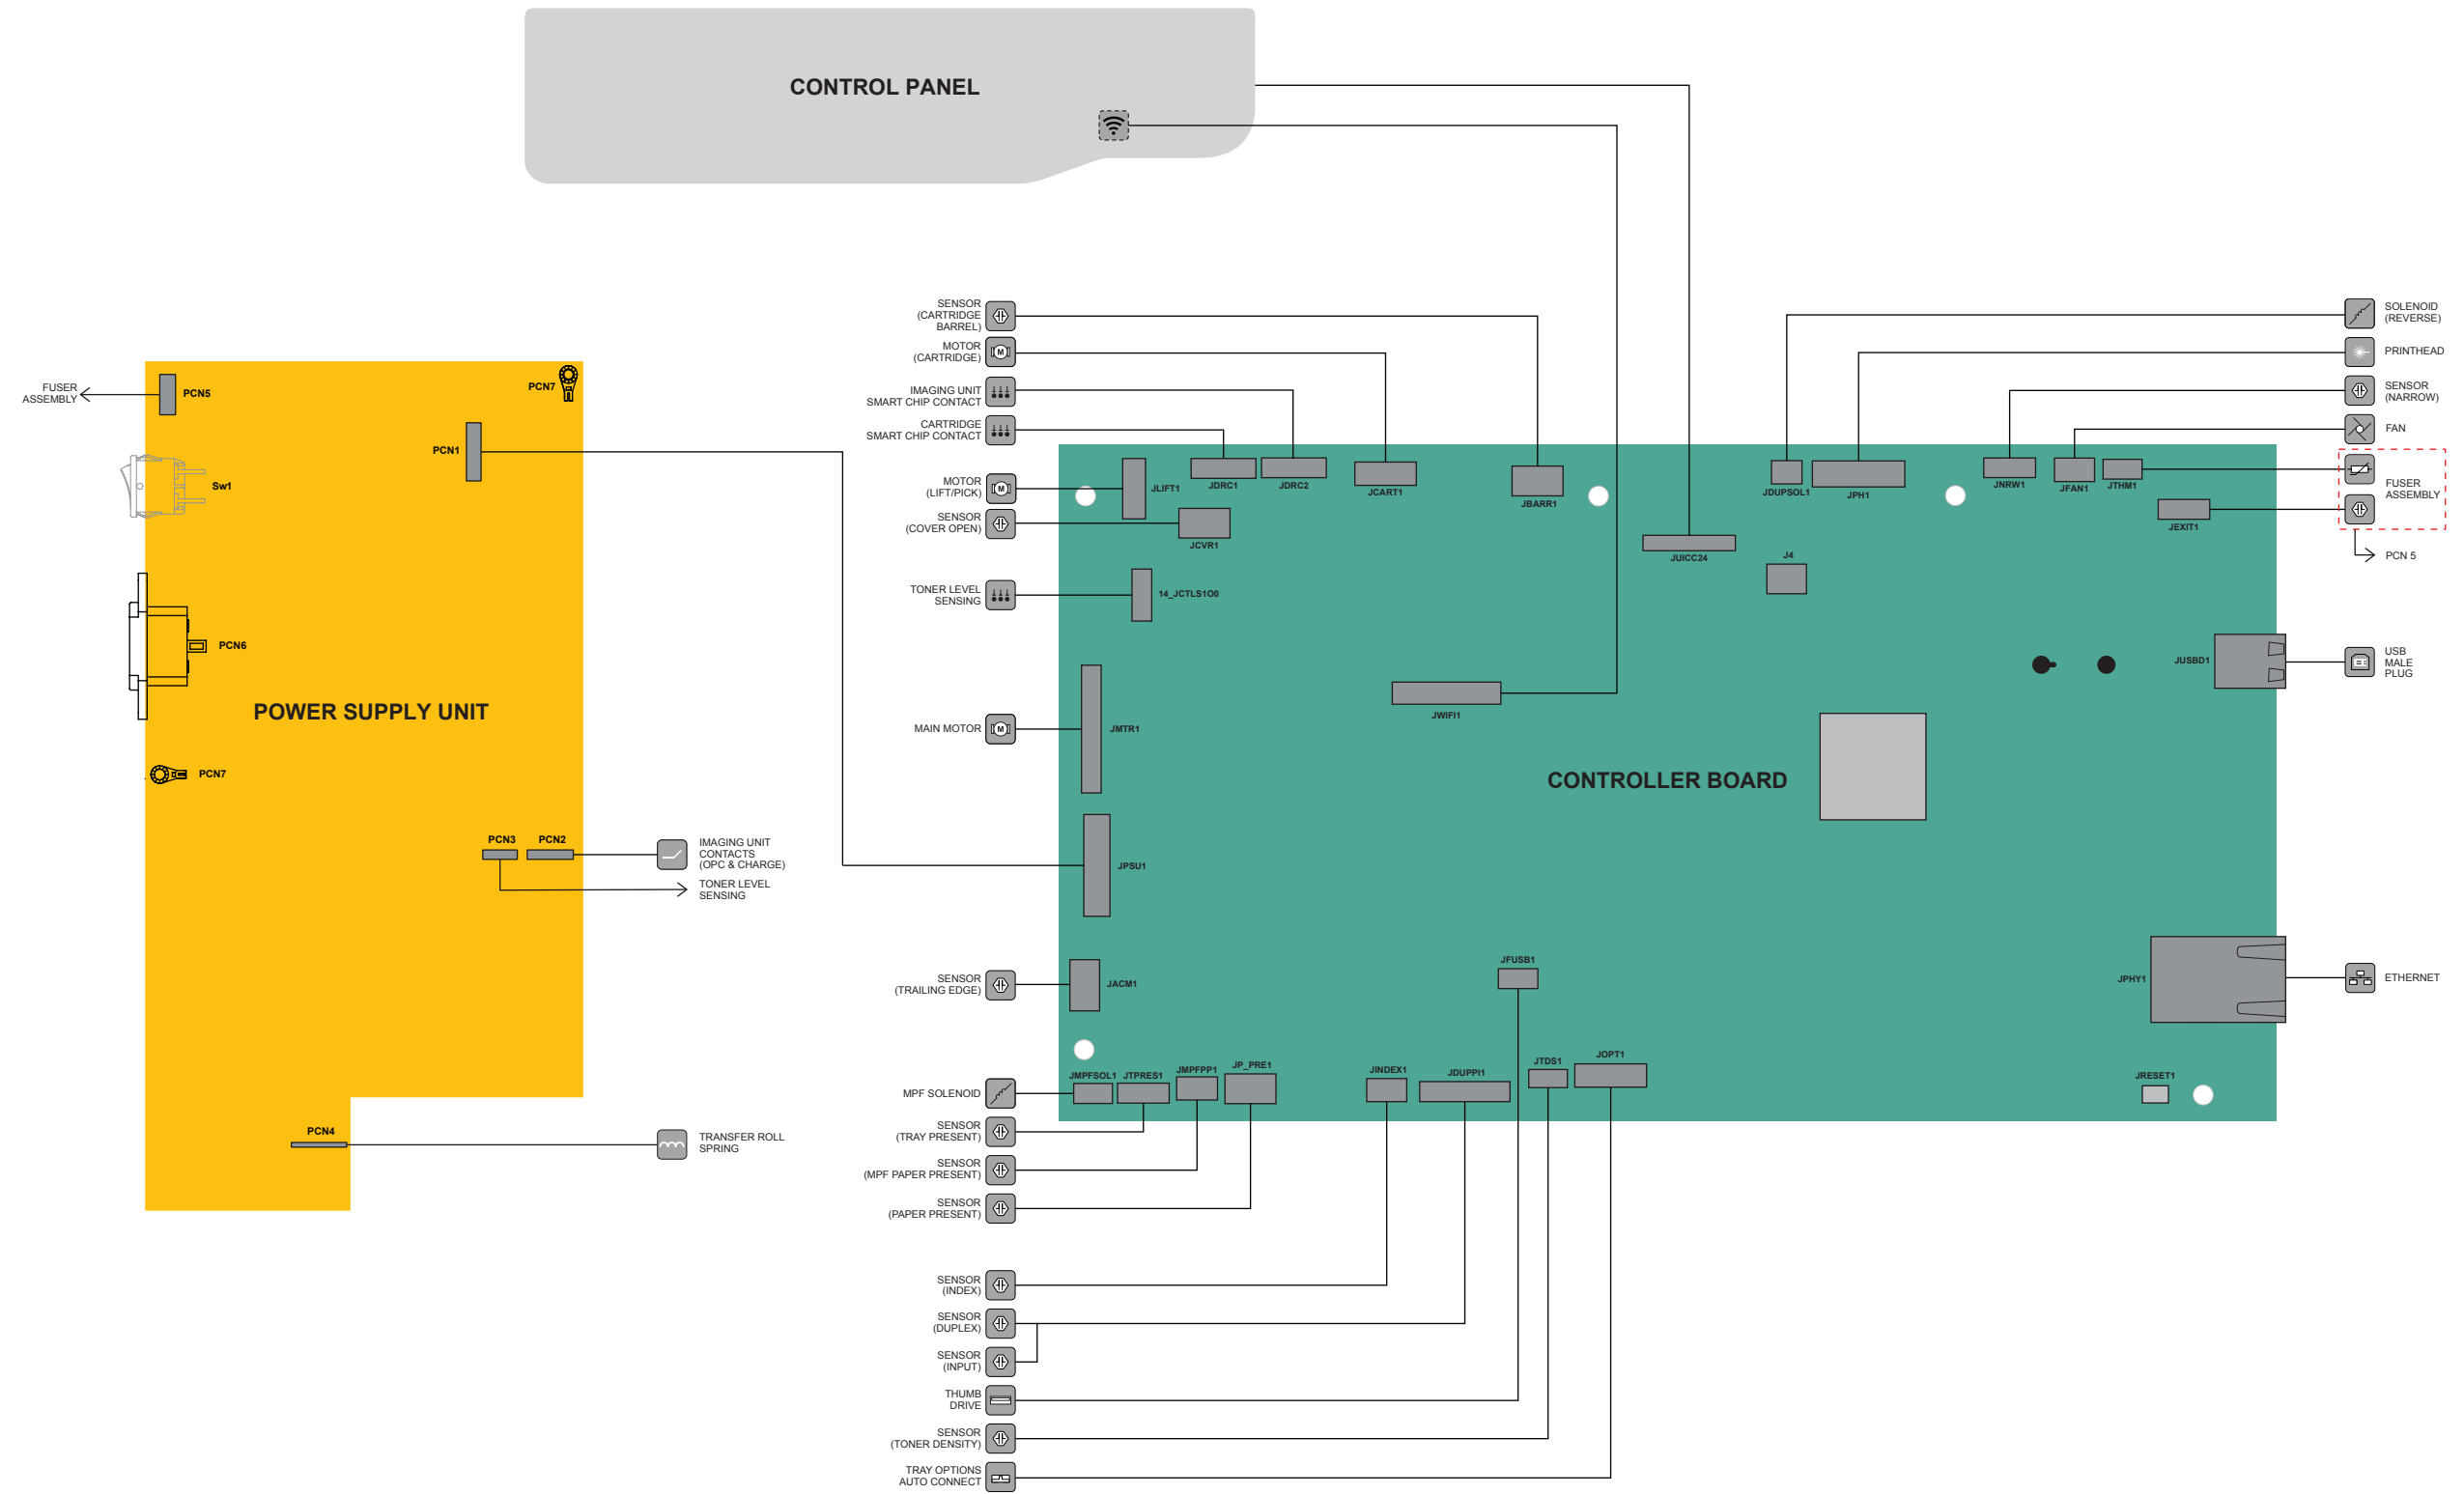 CONTROL PANEL
SENSOR
(CARTRIDGE
BARREL)
MOTOR
(CARTRIDGE)
IMAGING UNIT
SMART CHIP CONTACT
CARTRIDGE
SMART CHIP CONTACT
MOTOR
(LIFT/PICK)
SENSOR
(COVER OPEN)
TONER LEVEL
SENSING
MAIN MOTOR
SENSOR
(TRAILING EDGE)
MPF SOLENOID
SENSOR
(TRAY PRESENT)
SENSOR
(MPF PAPER PRESENT)
SENSOR
(PAPER PRESENT)
SENSOR
(INDEX)
SENSOR
(DUPLEX)
SENSOR
(INPUT)
THUMB
DRIVE
SENSOR
(TONER DENSITY)
TRAY OPTIONS
AUTO CONNECT
FUSER
ASSEMBLY
PCN5
PCN7
PCN1
Sw1
PCN6
POWER SUPPLY UNIT
PCN7
PCN3
PCN2
IMAGING UNIT
CONTACTS
(OPC & CHARGE)
TONER LEVEL
SENSING
PCN4
TRANSFER ROLL
SPRING
JLIFT1
JDRC1
JDRC2
JCART1
JBARR1
JDUPSOL1
JPH1
JNRW1
JFAN1
JTHM1
JEXIT1
JCVR1
JUICC24
J4
14_JCTLS1O0
JUSBD1
JWIFI1
JMTR1
CONTROLLER BOARD
JPSU1
JACM1
JFUSB1
JPHY1
JMPFSOL1
JTPRES1
JMPFPP1
JP_PRE1
JINDEX1
JDUPPI1
JTDS1
JOPT1
JRESET1
SOLENOID
(REVERSE)
PRINTHEAD
SENSOR
(NARROW)
FAN
FUSER
ASSEMBLY
PCN 5
USB
MALE
PLUG
ETHERNET
M
M
M